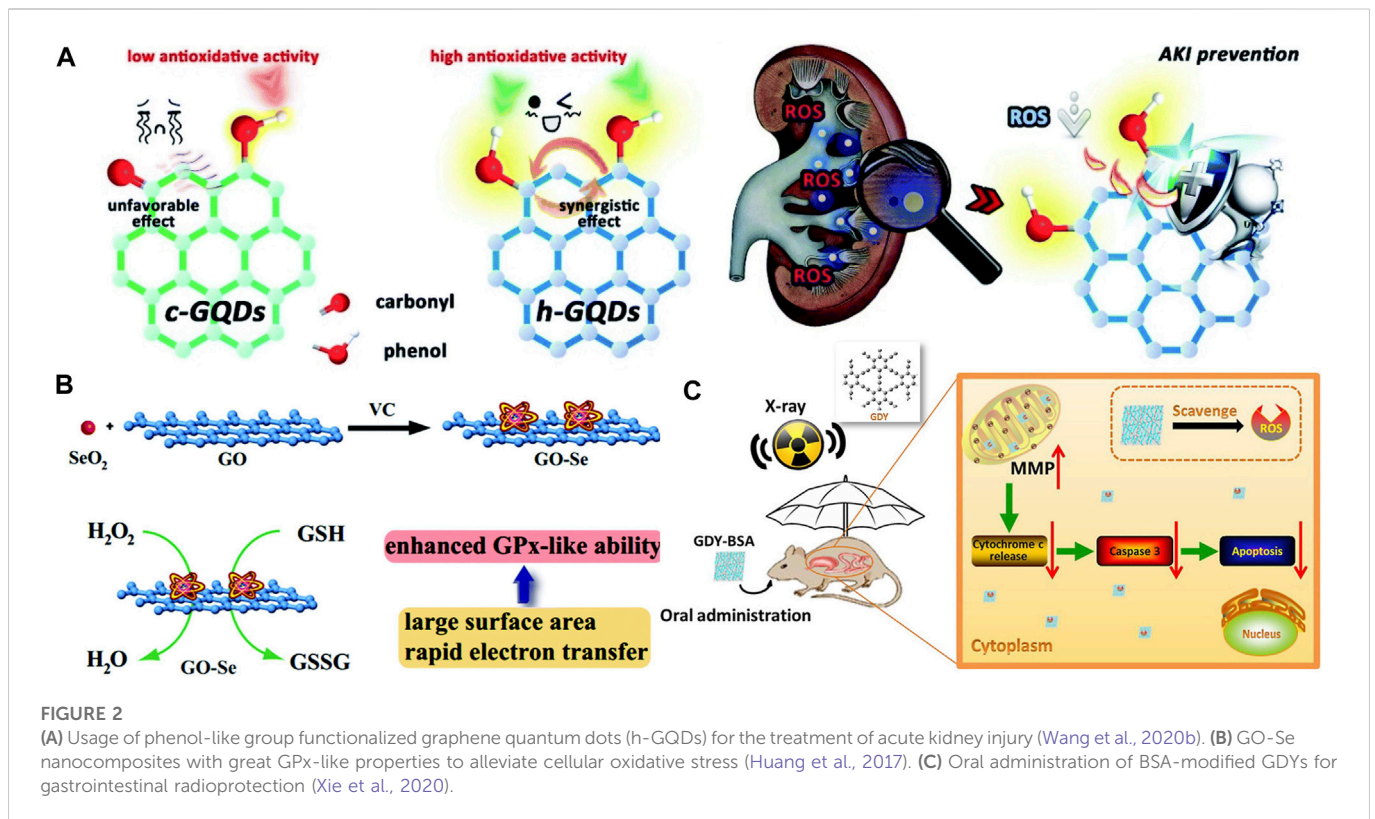 A
low antioxidative activity
high antioxidative activity
AKI prevention
ROS
ROS
ROS
ROS
ROS
unfavorable
effect
synergistic
effect
c-GQDs
h-GQDs
carbonyl
phenol
B
SeO2 +
GO
VC
GO-Se
H2O2
GSH
H2O
GO-Se
GSSG
enhanced GPx-like ability
large surface area
rapid electron transfer
C
X-ray
GDY
GDY-BSA
Oral administration
MMP
Scavenge
ROS
Cytochrome c
release
Caspase 3
Apoptosis
Nucleus
Cytoplasm
FIGURE 2
(A) Usage of phenol-like group functionalized graphene quantum dots (h-GQDs) for the treatment of acute kidney injury (Wang et al., 2020b). (B) GO-Se
nanocomposites with great GPx-like properties to alleviate cellular oxidative stress (Huang et al., 2017). (C) Oral administration of BSA-modified GDYs for
gastrointestinal radioprotection (Xie et al., 2020).